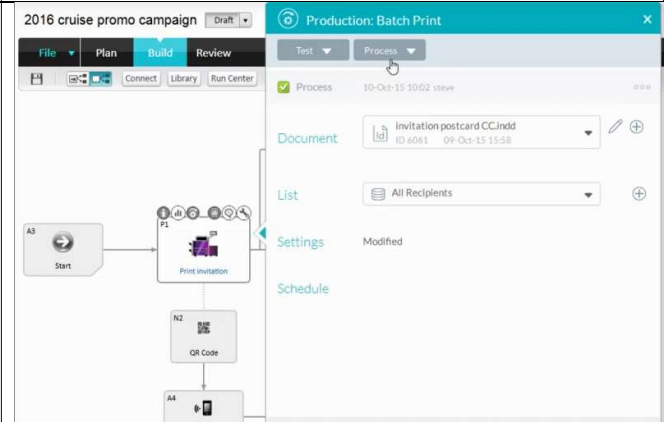 2016 cruise promo campaign Draft
Production: Batch Print x
File Plan Build Review
Test Process
Connect Library Run Center
Process 10-Oct-15 10:02 steve
Document invitation postcard CC.indd
Id ID 6061 09-Oct-15 15:58
List All Recipients
Settings Modified
Schedule
A3
Start
P1
Print invitation
N2
QR Code
A4